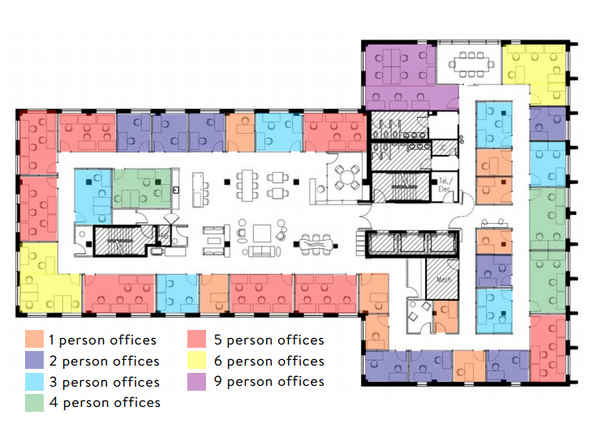 Tel./
Elec.
Mech.
1 person offices
2 person offices
3 person offices
4 person offices
5 person offices
6 person offices
9 person offices